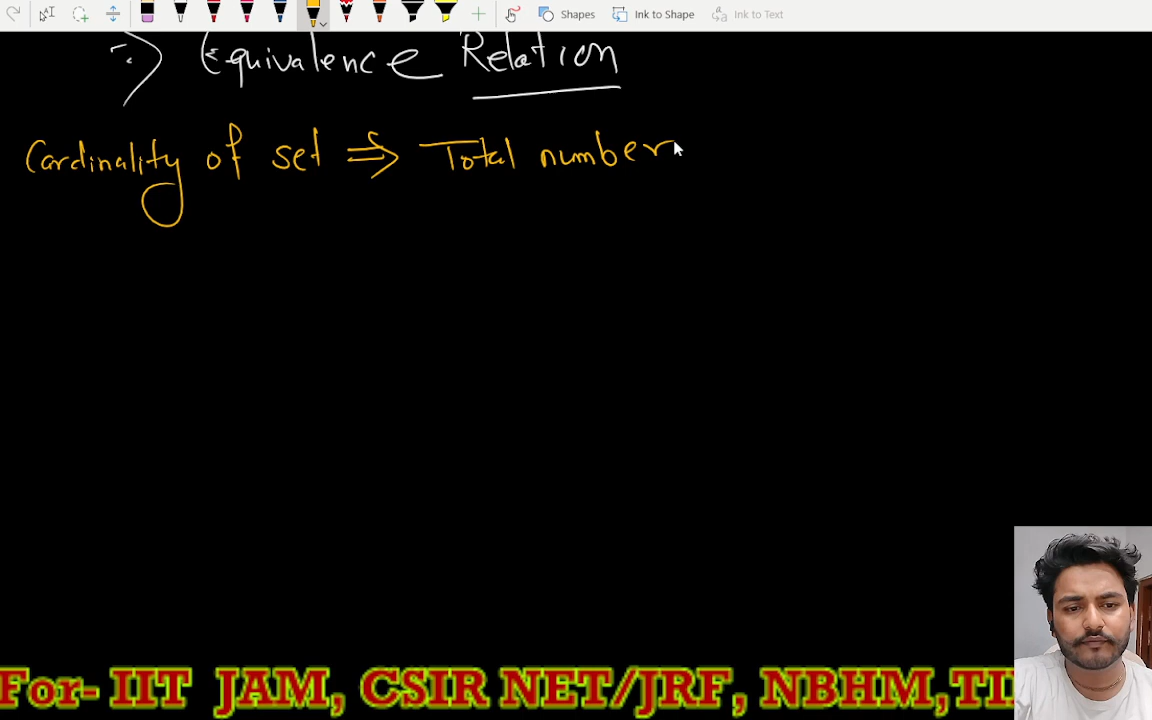 Shapes Ink to Shape Ink to Text
∴) Equivalence Relation
Cardinality of set ⇒ Total number
For- IIT JAM, CSIR NET/JRF, NBHM,TI